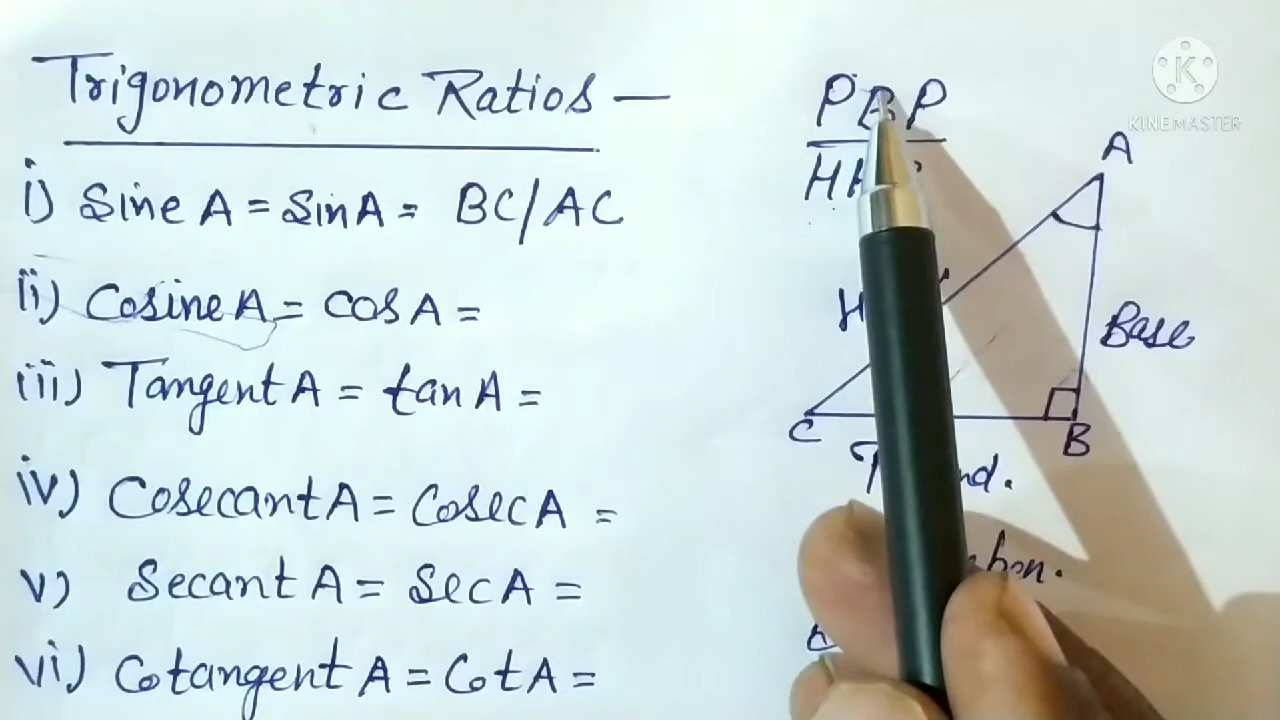 Trigonometric Ratios —
i) Sine A = sin A = BC/AC
ii) Cosine A = cos A =
iii) Tangent A = tan A =
iv) Cosecant A = Cosec A =
v) Secant A = Sec A =
vi) Cotangent A = Cot A =
P B P
H
A
Base
H
C
B
KINEMASTER